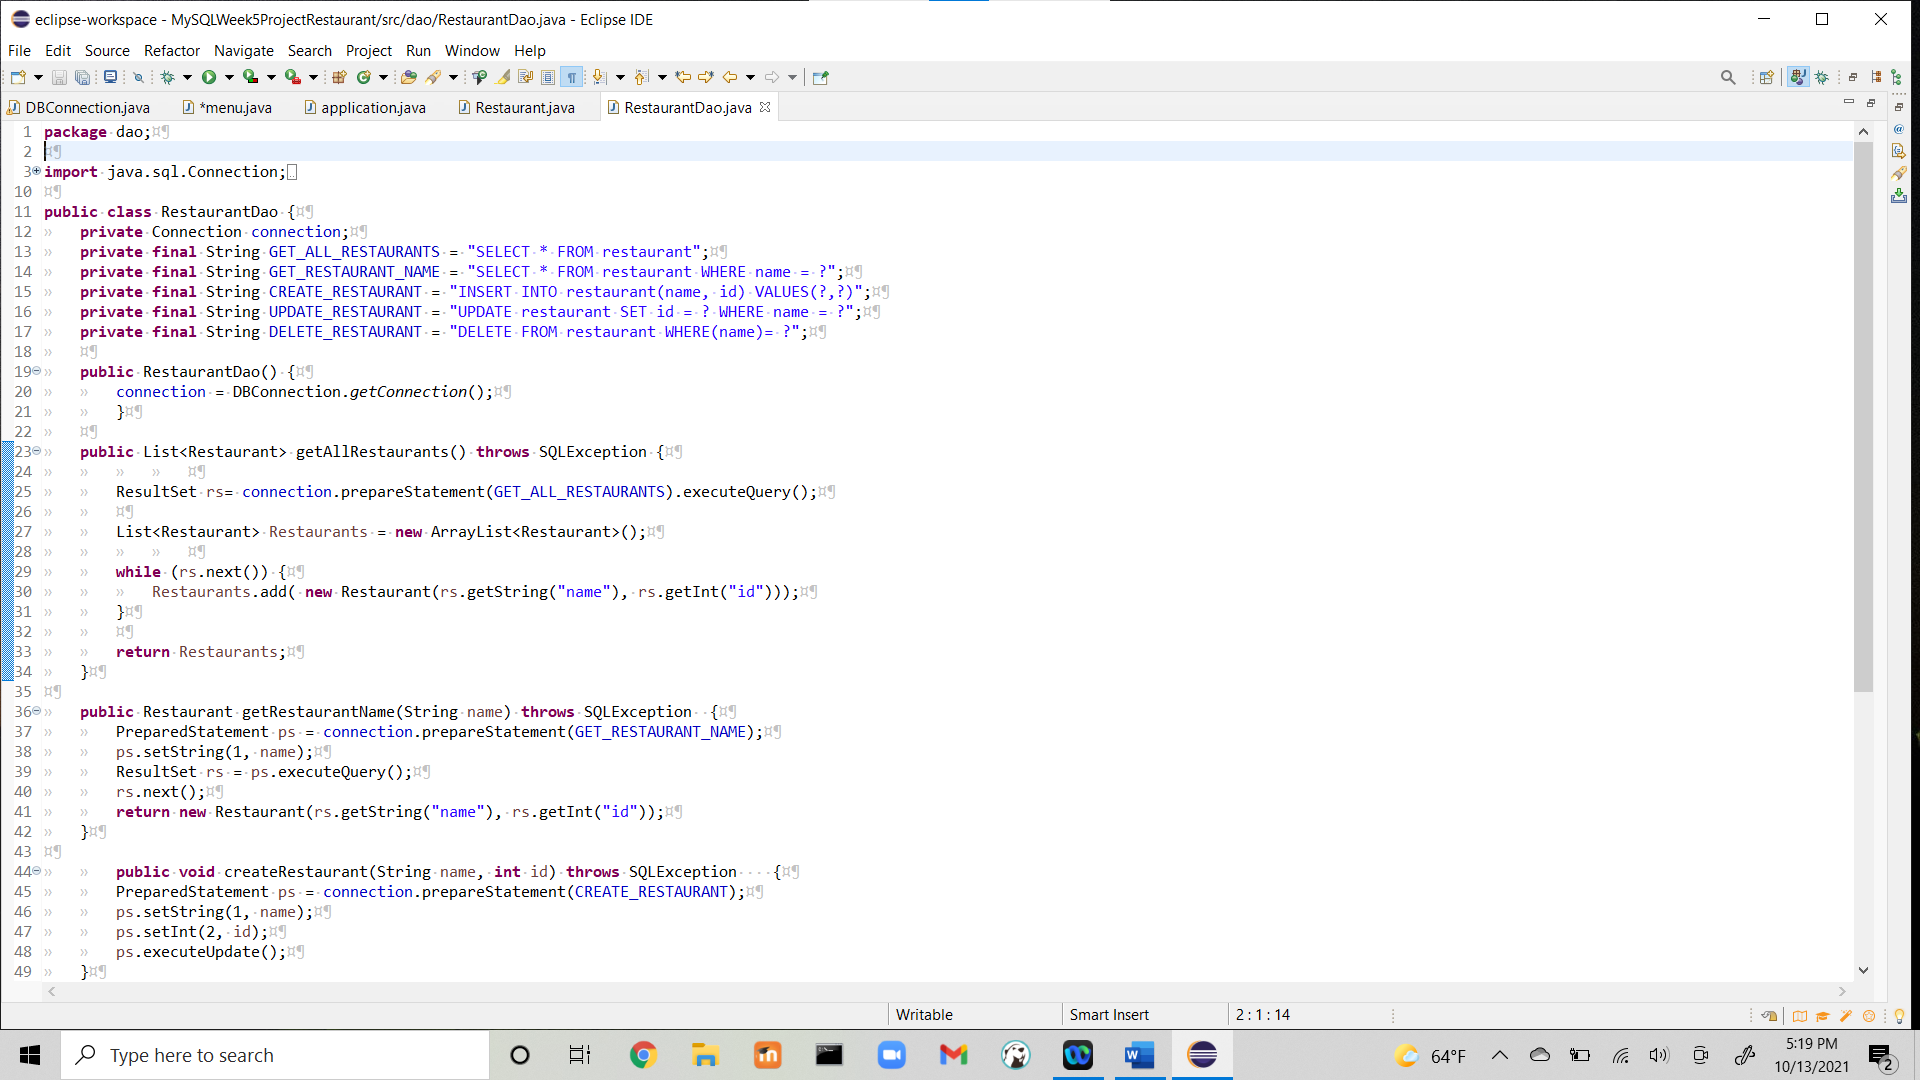 eclipse-workspace - MySQLWeek5ProjectRestaurant/src/dao/RestaurantDao.java - Eclipse IDE
File Edit Source Refactor Navigate Search Project Run Window Help
DBConnection.java *menu.java application.java Restaurant.java RestaurantDao.java
1 package dao;
2
3 import java.sql.Connection;
10
11 public class RestaurantDao {
12 private Connection connection;
13 private final String GET_ALL_RESTAURANTS = "SELECT * FROM restaurant";
14 private final String GET_RESTAURANT_NAME = "SELECT * FROM restaurant WHERE name = ?";
15 private final String CREATE_RESTAURANT = "INSERT INTO restaurant(name, id) VALUES(?,?)";
16 private final String UPDATE_RESTAURANT = "UPDATE restaurant SET id = ? WHERE name = ?";
17 private final String DELETE_RESTAURANT = "DELETE FROM restaurant WHERE(name)= ?";
18
19 public RestaurantDao() {
20 connection = DBConnection.getConnection();
21 }
22
23 public List<Restaurant> getAllRestaurants() throws SQLException {
24
25 ResultSet rs= connection.prepareStatement(GET_ALL_RESTAURANTS).executeQuery();
26
27 List<Restaurant> Restaurants = new ArrayList<Restaurant>();
28
29 while (rs.next()) {
30 Restaurants.add( new Restaurant(rs.getString("name"), rs.getInt("id")));
31 }
32
33 return Restaurants;
34 }
35
36 public Restaurant getRestaurantName(String name) throws SQLException {
37 PreparedStatement ps = connection.prepareStatement(GET_RESTAURANT_NAME);
38 ps.setString(1, name);
39 ResultSet rs = ps.executeQuery();
40 rs.next();
41 return new Restaurant(rs.getString("name"), rs.getInt("id"));
42 }
43
44 public void createRestaurant(String name, int id) throws SQLException {
45 PreparedStatement ps = connection.prepareStatement(CREATE_RESTAURANT);
46 ps.setString(1, name);
47 ps.setInt(2, id);
48 ps.executeUpdate();
49 }
Writable Smart Insert 2 : 1 : 14
Type here to search 64°F 5:19 PM
10/13/2021 2